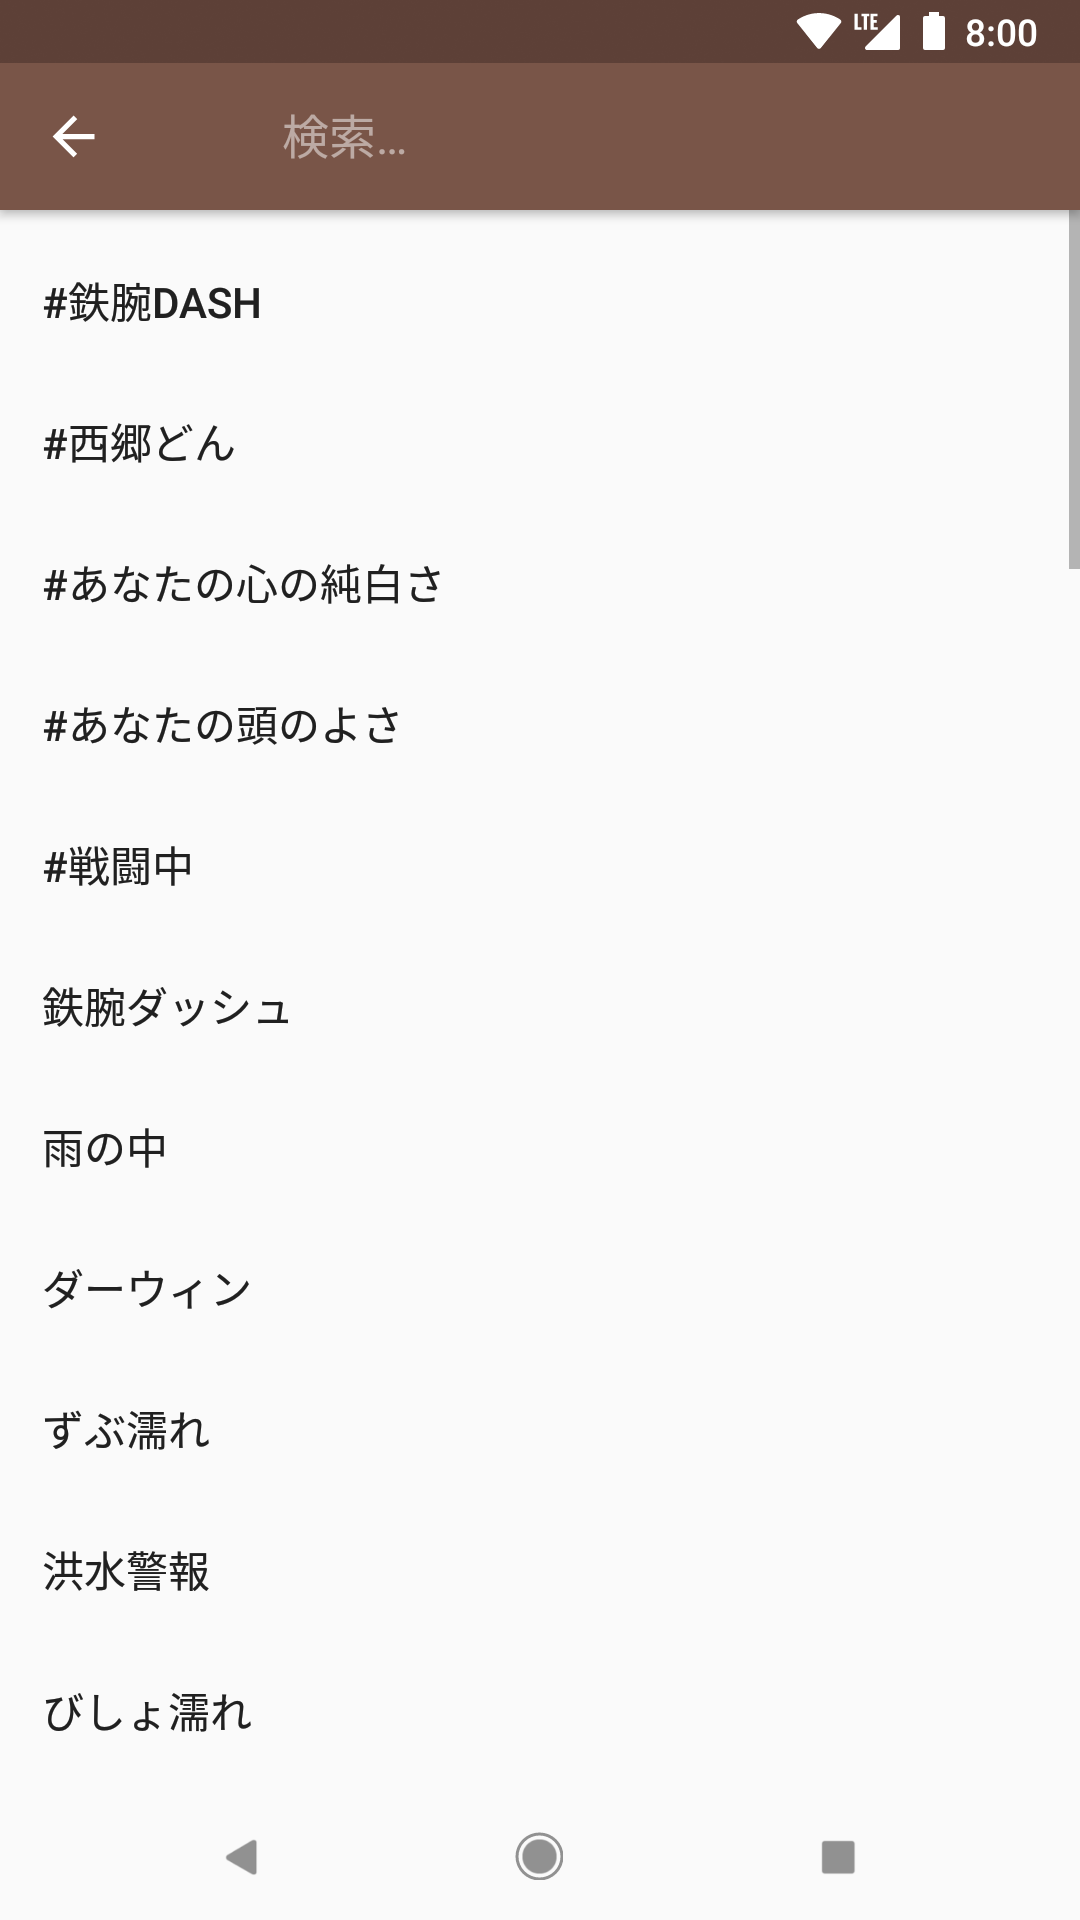 LTE 8:00
検索...
#鉄腕DASH
#西郷どん
#あなたの心の純白さ
#あなたの頭のよさ
#戦闘中
鉄腕ダッシュ
雨の中
ダーウィン
ずぶ濡れ
洪水警報
びしょ濡れ